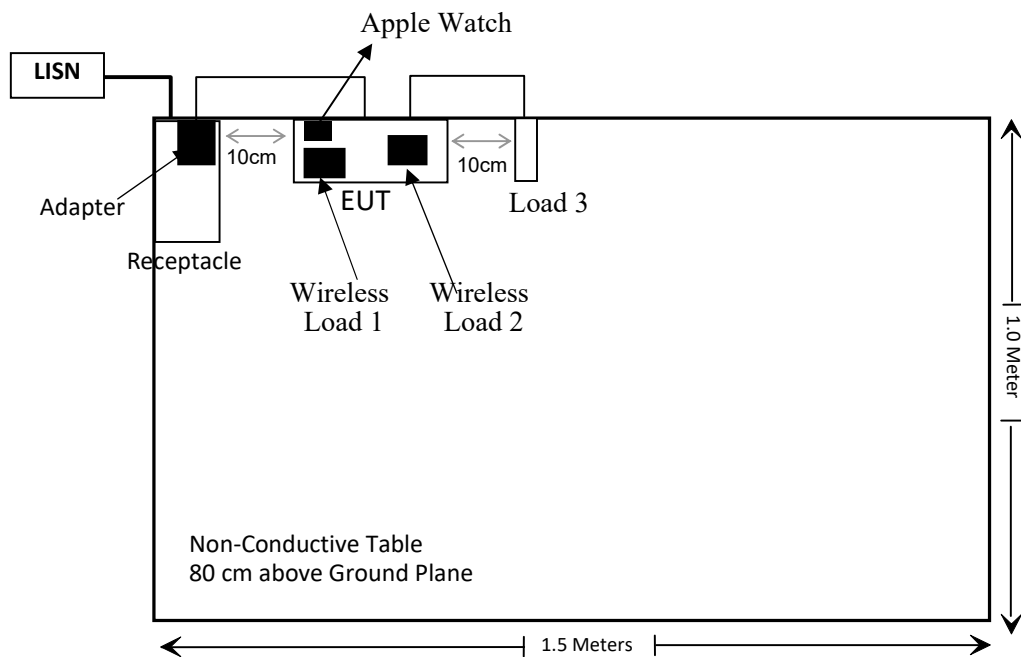 Apple Watch
LISN
10cm
10cm
Adapter
EUT
Load 3
Receptacle
Wireless
Load 1
Wireless
Load 2
1.0 Meter
Non-Conductive Table
80 cm above Ground Plane
1.5 Meters